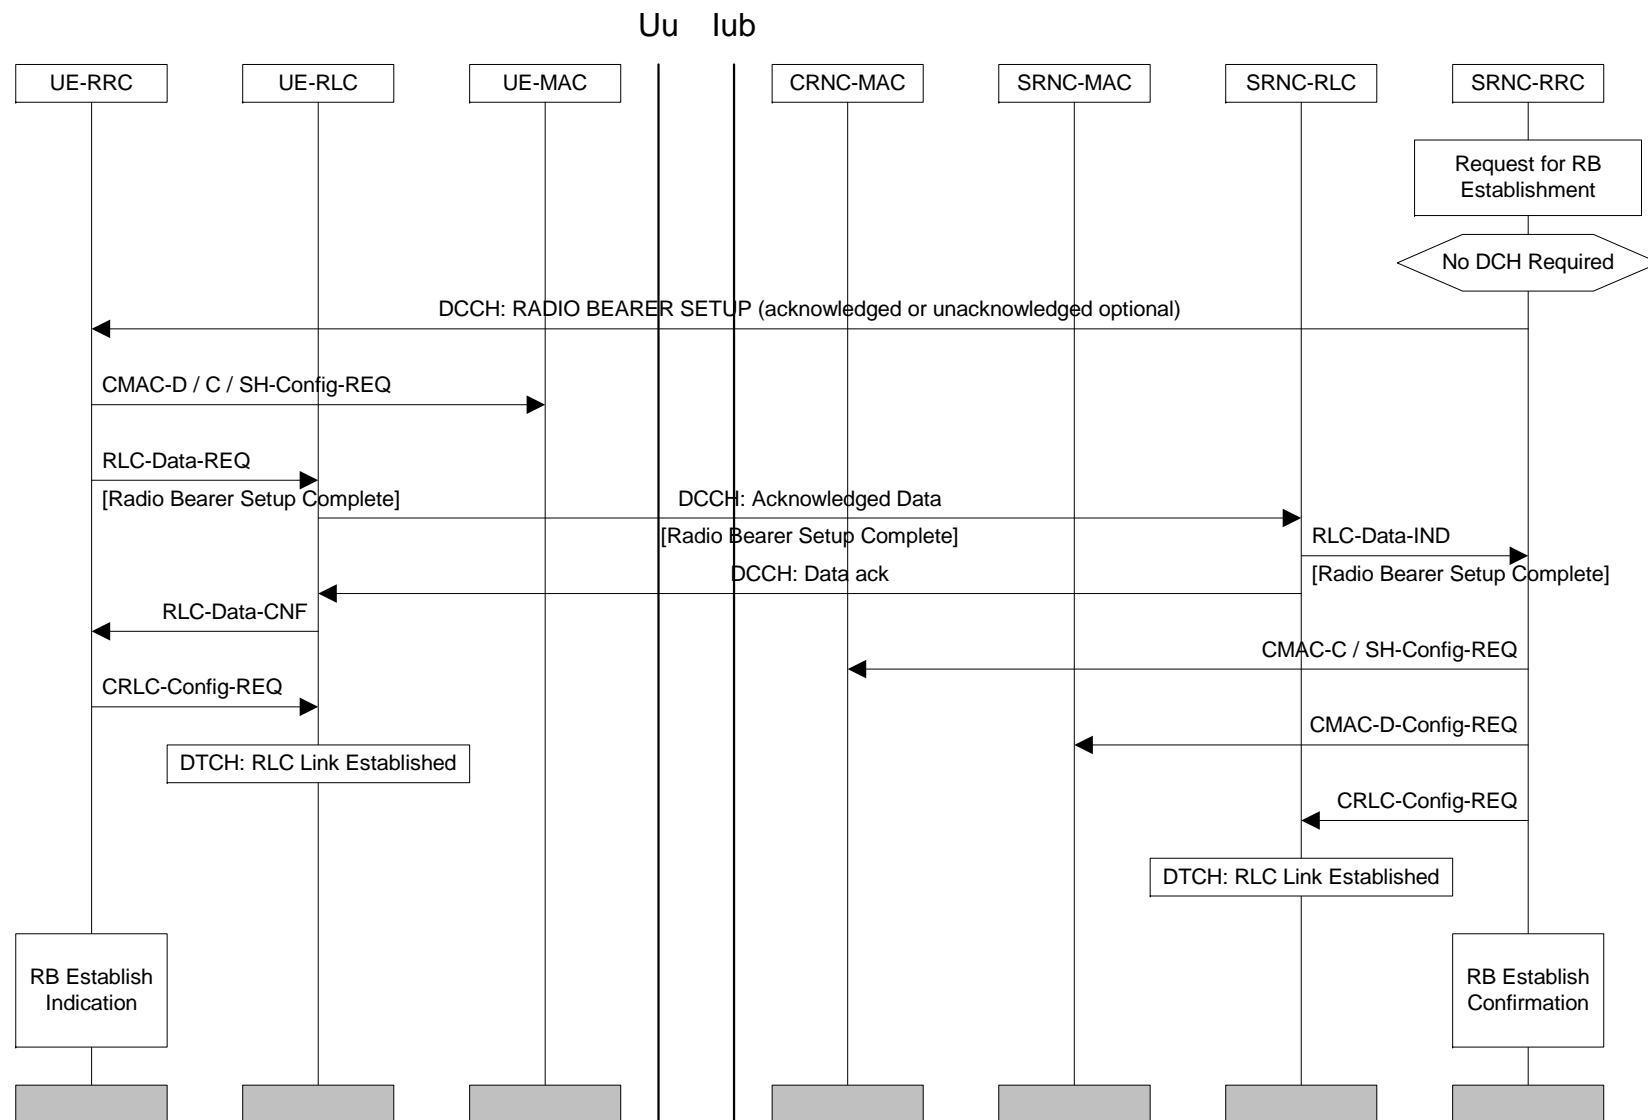 Uu Iub
UE-RRC UE-RLC UE-MAC CRNC-MAC SRNC-MAC SRNC-RLC SRNC-RRC
Request for RB
Establishment
No DCH Required
DCCH: RADIO BEARER SETUP (acknowledged or unacknowledged optional)
CMAC-D / C / SH-Config-REQ
RLC-Data-REQ
[Radio Bearer Setup Complete]
DCCH: Acknowledged Data
[Radio Bearer Setup Complete]
RLC-Data-IND
[Radio Bearer Setup Complete]
DCCH: Data ack
RLC-Data-CNF
CMAC-C / SH-Config-REQ
CRLC-Config-REQ
CMAC-D-Config-REQ
DTCH: RLC Link Established
CRLC-Config-REQ
DTCH: RLC Link Established
RB Establish
Indication
RB Establish
Confirmation